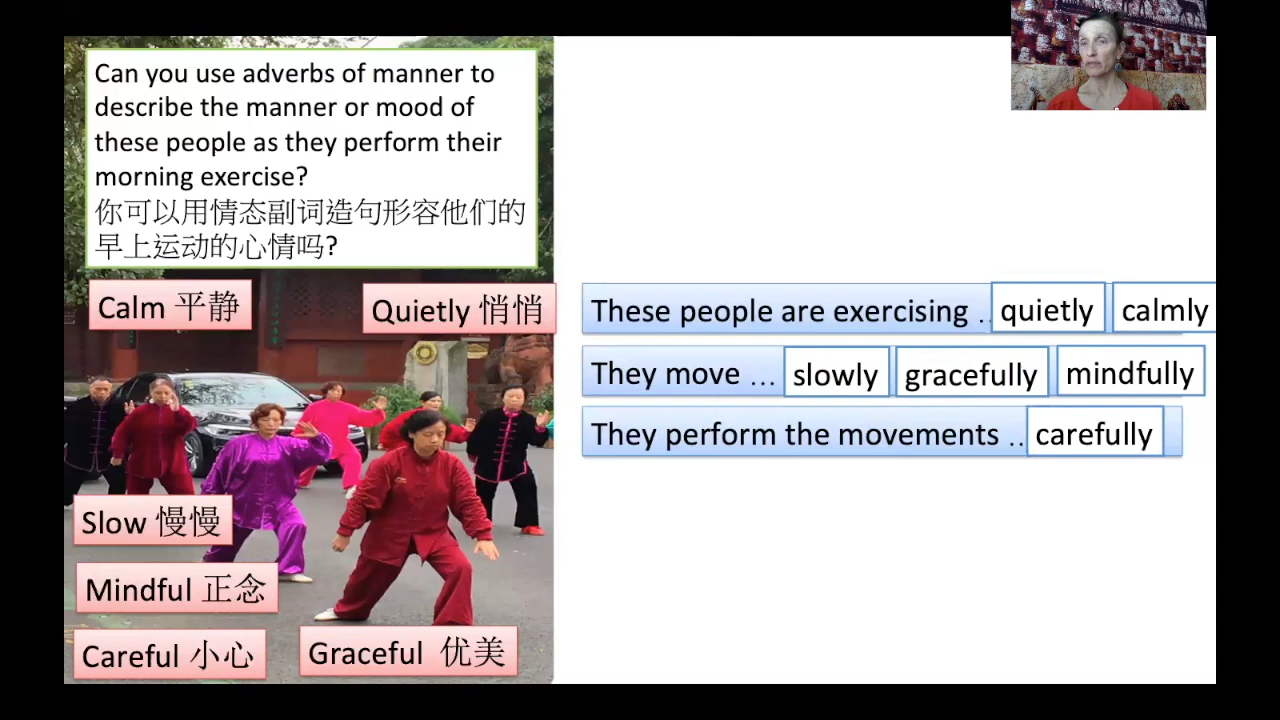 Can you use adverbs of manner to
describe the manner or mood of
these people as they perform their
morning exercise?
你可以用情态副词造句形容他们的
早上运动的心情吗?
Calm 平静
Quietly 悄悄
Slow 慢慢
Mindful 正念
Careful 小心
Graceful 优美
These people are exercising .. quietly calmly
They move ... slowly gracefully mindfully
They perform the movements .. carefully